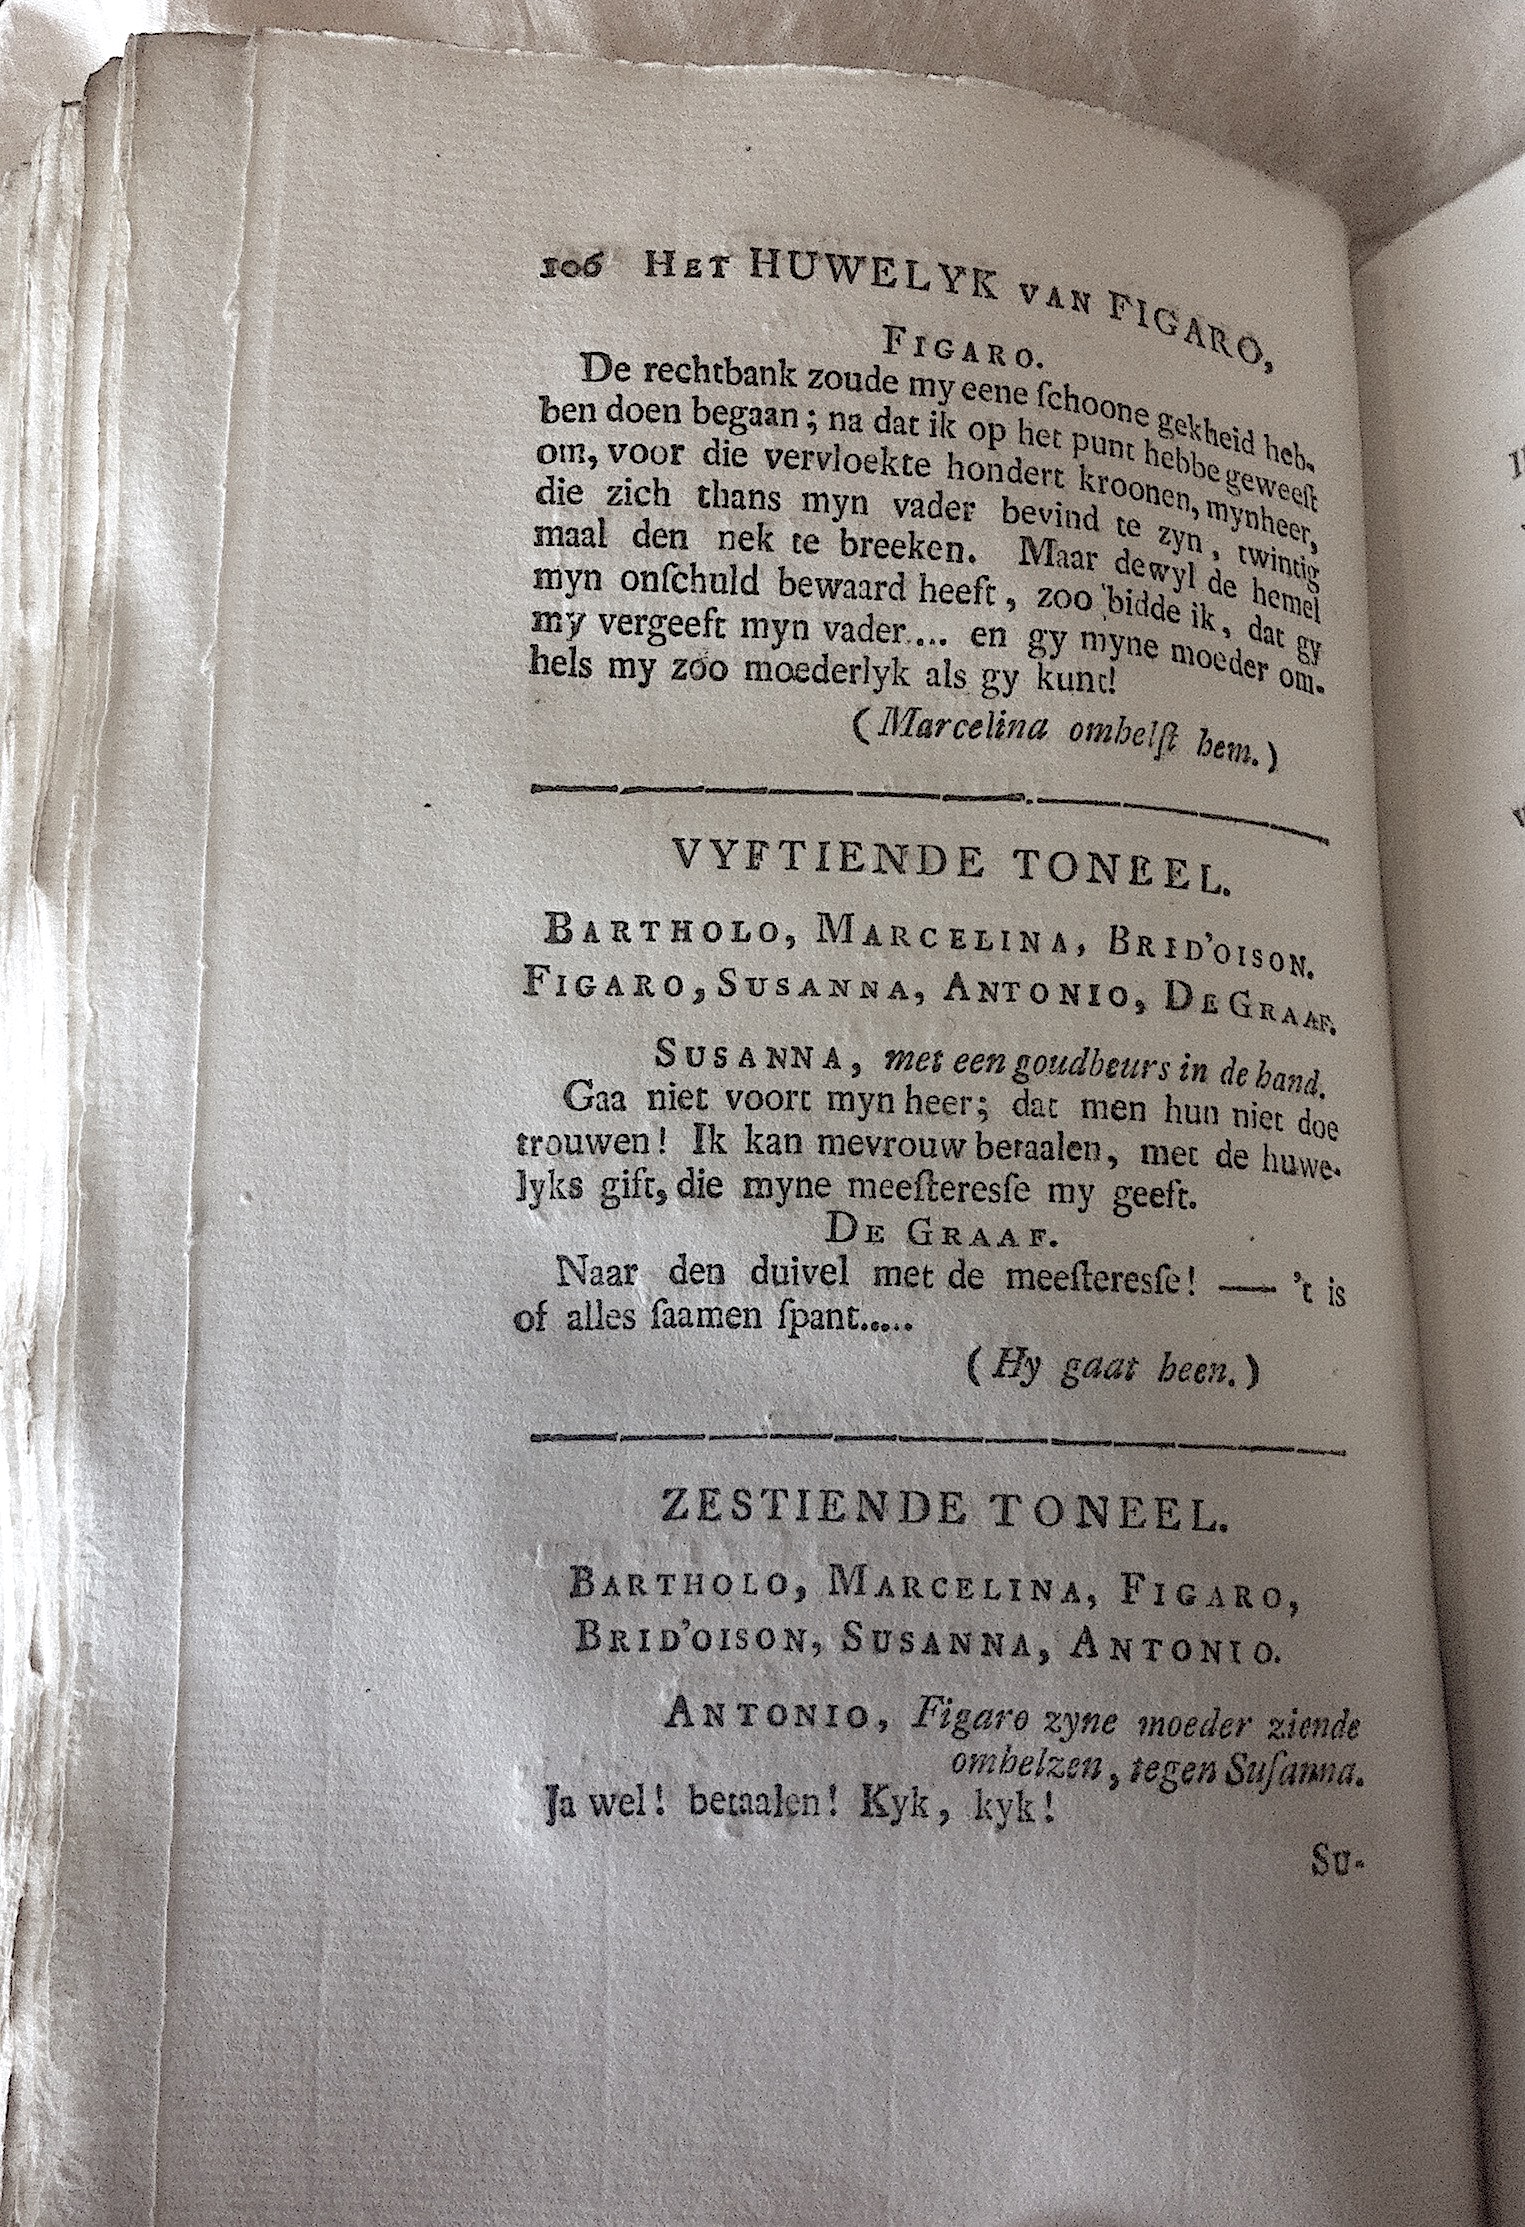 106 HET HUWELYK VAN FIGARO,
FIGARO.
De rechtbank zoude my eene ſchoone gekheid heb-
ben doen begaan; na dat ik op het punt hebbe geweeſt
om, voor die vervloekte hondert kroonen, mynheer,
die zich thans myn vader bevind te zyn, twintig
maal den nek te breeken. Maar dewyl de hemel
myn onſchuld bewaard heeft, zoo bidde ik, dat gy
my vergeeft myn vader.... en gy myne moeder om-
hels my zoo moederlyk als gy kunt!
(Marcelina omhelſt hem.)
VYFTIENDE TONEEL.
BARTHOLO, MARCELINA, BRID'OISON.
FIGARO, SUSANNA, ANTONIO, DE GRAAF.
SUSANNA, met een goudbeurs in de hand.
Gaa niet voort myn heer; dat men hun niet doe
trouwen! Ik kan mevrouw betaalen, met de huwe-
lyks gift, die myne meeſteresſe my geeft.
DE GRAAF.
Naar den duivel met de meeſteresſe! — 't is
of alles ſaamen ſpant.....
(Hy gaat heen.)
ZESTIENDE TONEEL.
BARTHOLO, MARCELINA, FIGARO,
BRID'OISON, SUSANNA, ANTONIO.
ANTONIO, Figaro zyne moeder ziende
omhelzen, tegen Suſanna.
Ja wel! betaalen! Kyk, kyk!
SU-